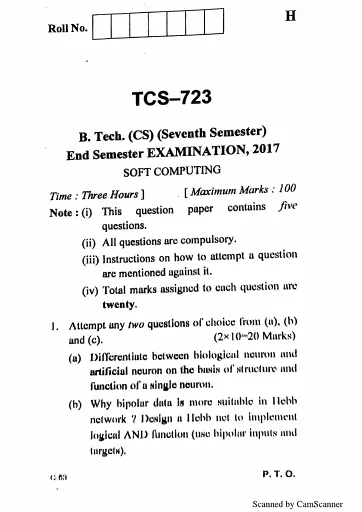 Roll No.
H
TCS–723
B. Tech. (CS) (Seventh Semester)
End Semester EXAMINATION, 2017
SOFT COMPUTING
Time : Three Hours ] [ Maximum Marks : 100
Note : (i) This question paper contains five
questions.
(ii) All questions are compulsory.
(iii) Instructions on how to attempt a question
are mentioned against it.
(iv) Total marks assigned to each question are
twenty.
1. Attempt any two questions of choice from (a), (b)
and (c). (2×10=20 Marks)
(a) Differentiate between biological neuron and
artificial neuron on the basis of structure and
function of a single neuron.
(b) Why bipolar data is more suitable in Hebb
network ? Design a Hebb net to implement
logical AND function (use bipolar inputs and
targets).
P. T. O.
Scanned by CamScanner